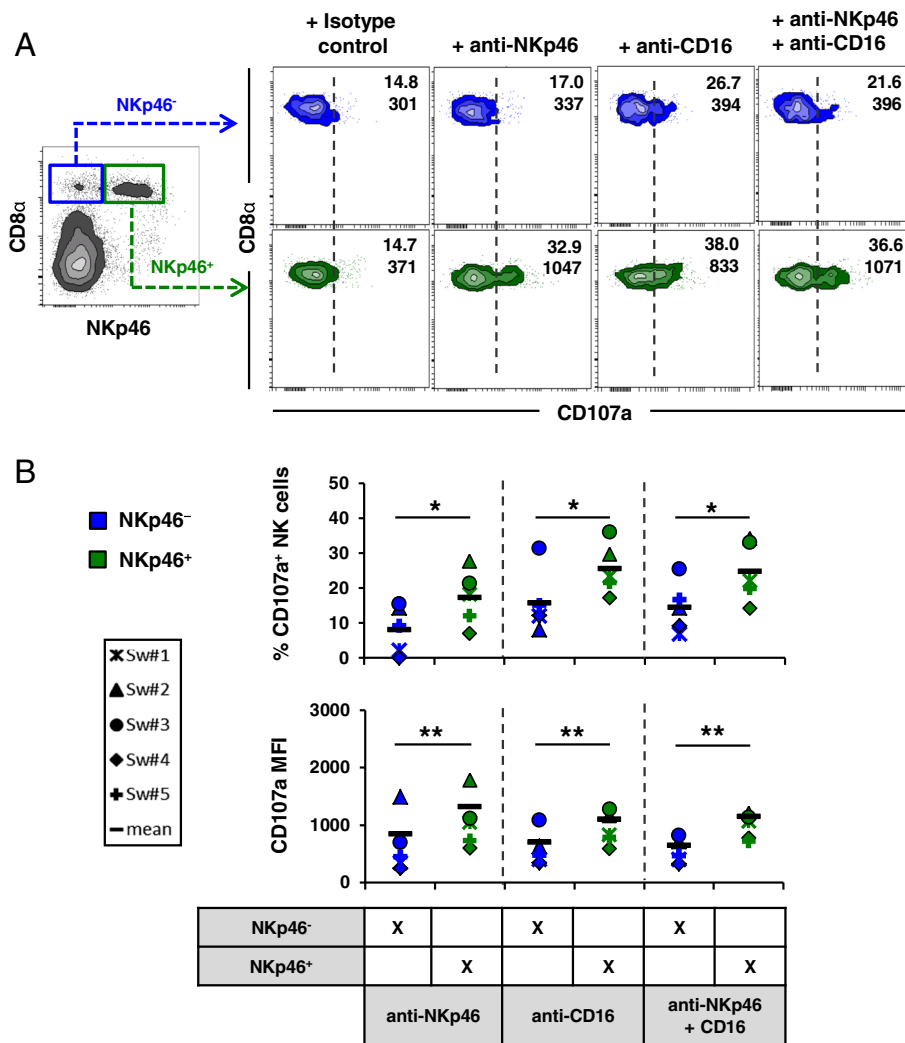 A
+ Isotype
control
+ anti-NKp46
+ anti-CD16
+ anti-NKp46
+ anti-CD16
NKp46-
CD8α
NKp46+
NKp46
CD8α
14.8
301
17.0
337
26.7
394
21.6
396
14.7
371
32.9
1047
38.0
833
36.6
1071
CD107a
B
NKp46–
NKp46+
Sw#1
Sw#2
Sw#3
Sw#4
Sw#5
mean
% CD107a+ NK cells
50
40
30
20
10
0
* * *
CD107a MFI
3000
2000
1000
0
** ** **
NKp46- X X X
NKp46+ X X X
anti-NKp46 anti-CD16 anti-NKp46
+ CD16